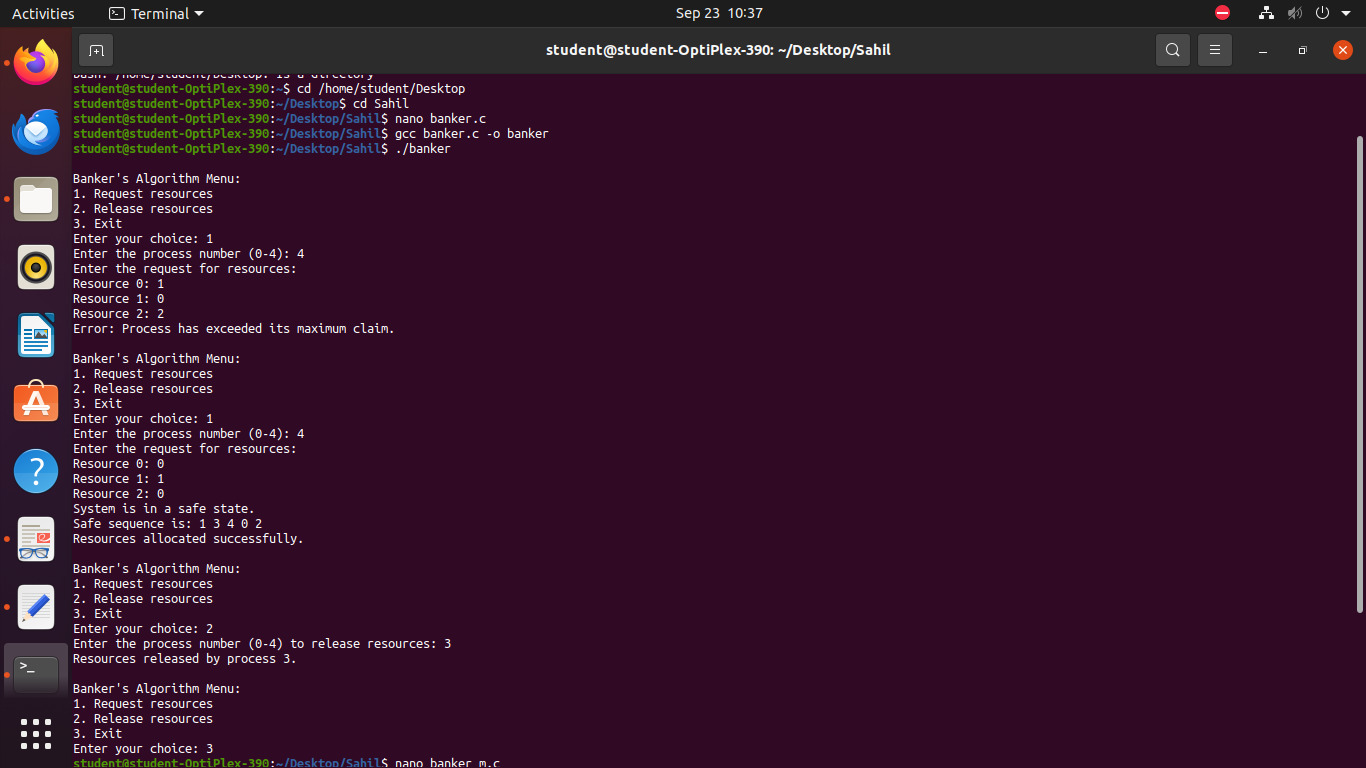 Activities
Terminal
Sep 23 10:37
student@student-OptiPlex-390: ~/Desktop/Sahil
bash: /home/student/Desktop: Is a directory
student@student-OptiPlex-390:~$ cd /home/student/Desktop
student@student-OptiPlex-390:~/Desktop$ cd Sahil
student@student-OptiPlex-390:~/Desktop/Sahil$ nano banker.c
student@student-OptiPlex-390:~/Desktop/Sahil$ gcc banker.c -o banker
student@student-OptiPlex-390:~/Desktop/Sahil$ ./banker
Banker's Algorithm Menu:
1. Request resources
2. Release resources
3. Exit
Enter your choice: 1
Enter the process number (0-4): 4
Enter the request for resources:
Resource 0: 1
Resource 1: 0
Resource 2: 2
Error: Process has exceeded its maximum claim.
Banker's Algorithm Menu:
1. Request resources
2. Release resources
3. Exit
Enter your choice: 1
Enter the process number (0-4): 4
Enter the request for resources:
Resource 0: 0
Resource 1: 1
Resource 2: 0
System is in a safe state.
Safe sequence is: 1 3 4 0 2
Resources allocated successfully.
Banker's Algorithm Menu:
1. Request resources
2. Release resources
3. Exit
Enter your choice: 2
Enter the process number (0-4) to release resources: 3
Resources released by process 3.
Banker's Algorithm Menu:
1. Request resources
2. Release resources
3. Exit
Enter your choice: 3
student@student-OptiPlex-390:~/Desktop/Sahil$ nano banker_m.c